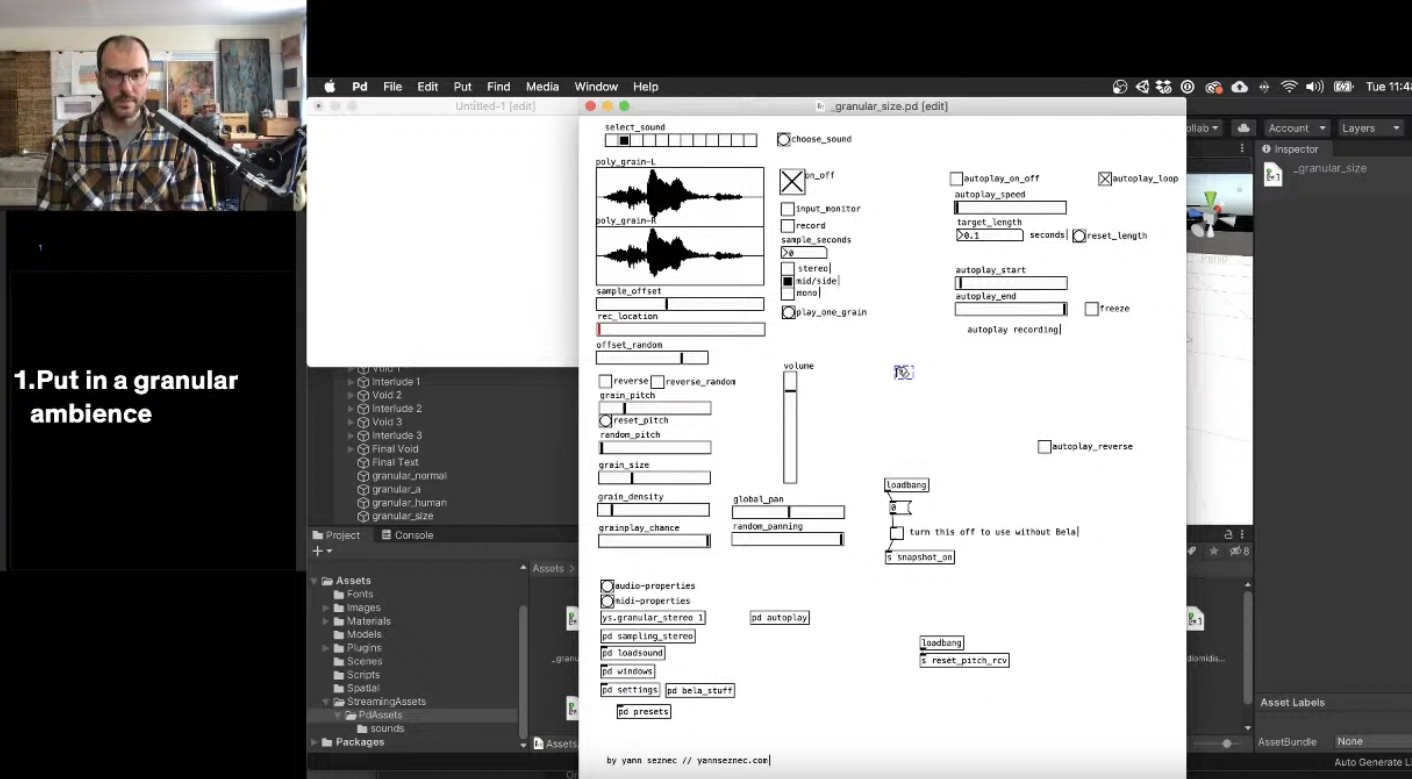 Pd File Edit Put Find Media Window Help
Tue 11:4
Untitled-1 [edit]
_granular_size.pd [edit]
select_sound
choose_sound
poly_grain-L
on_off
input_monitor
record
poly_grain-R
sample_seconds
0
stereo
mid/side
mono
play_one_grain
sample_offset
rec_location
offset_random
reverse reverse_random
grain_pitch
reset_pitch
random_pitch
grain_size
grain_density
grainplay_chance
volume
global_pan
random_panning
autoplay_on_off
autoplay_loop
autoplay_speed
target_length
0.1 seconds reset_length
autoplay_start
autoplay_end
freeze
autoplay recording
autoplay_reverse
loadbang
0
turn this off to use without Bela
s snapshot_on
audio-properties
midi-properties
ys.granular_stereo 1
pd autoplay
pd sampling_stereo
pd loadsound
pd windows
pd settings pd bela_stuff
pd presets
loadbang
s reset_pitch_rcv
by yann seznec // yannseznec.com
1
1.Put in a granular
ambience
Void 1
Interlude 1
Void 2
Interlude 2
Void 3
Interlude 3
Final Void
Final Text
granular_normal
granular_a
granular_human
granular_size
Project Console
Assets
Fonts
Images
Materials
Models
Plugins
Scenes
Scripts
Spatial
StreamingAssets
PdAssets
sounds
Packages
Assets >
_granu
Assets
ollab Account Layers
Inspector
_granular_size
Persp
8
diomidis...
Asset Labels
AssetBundle None
Auto Generate Li